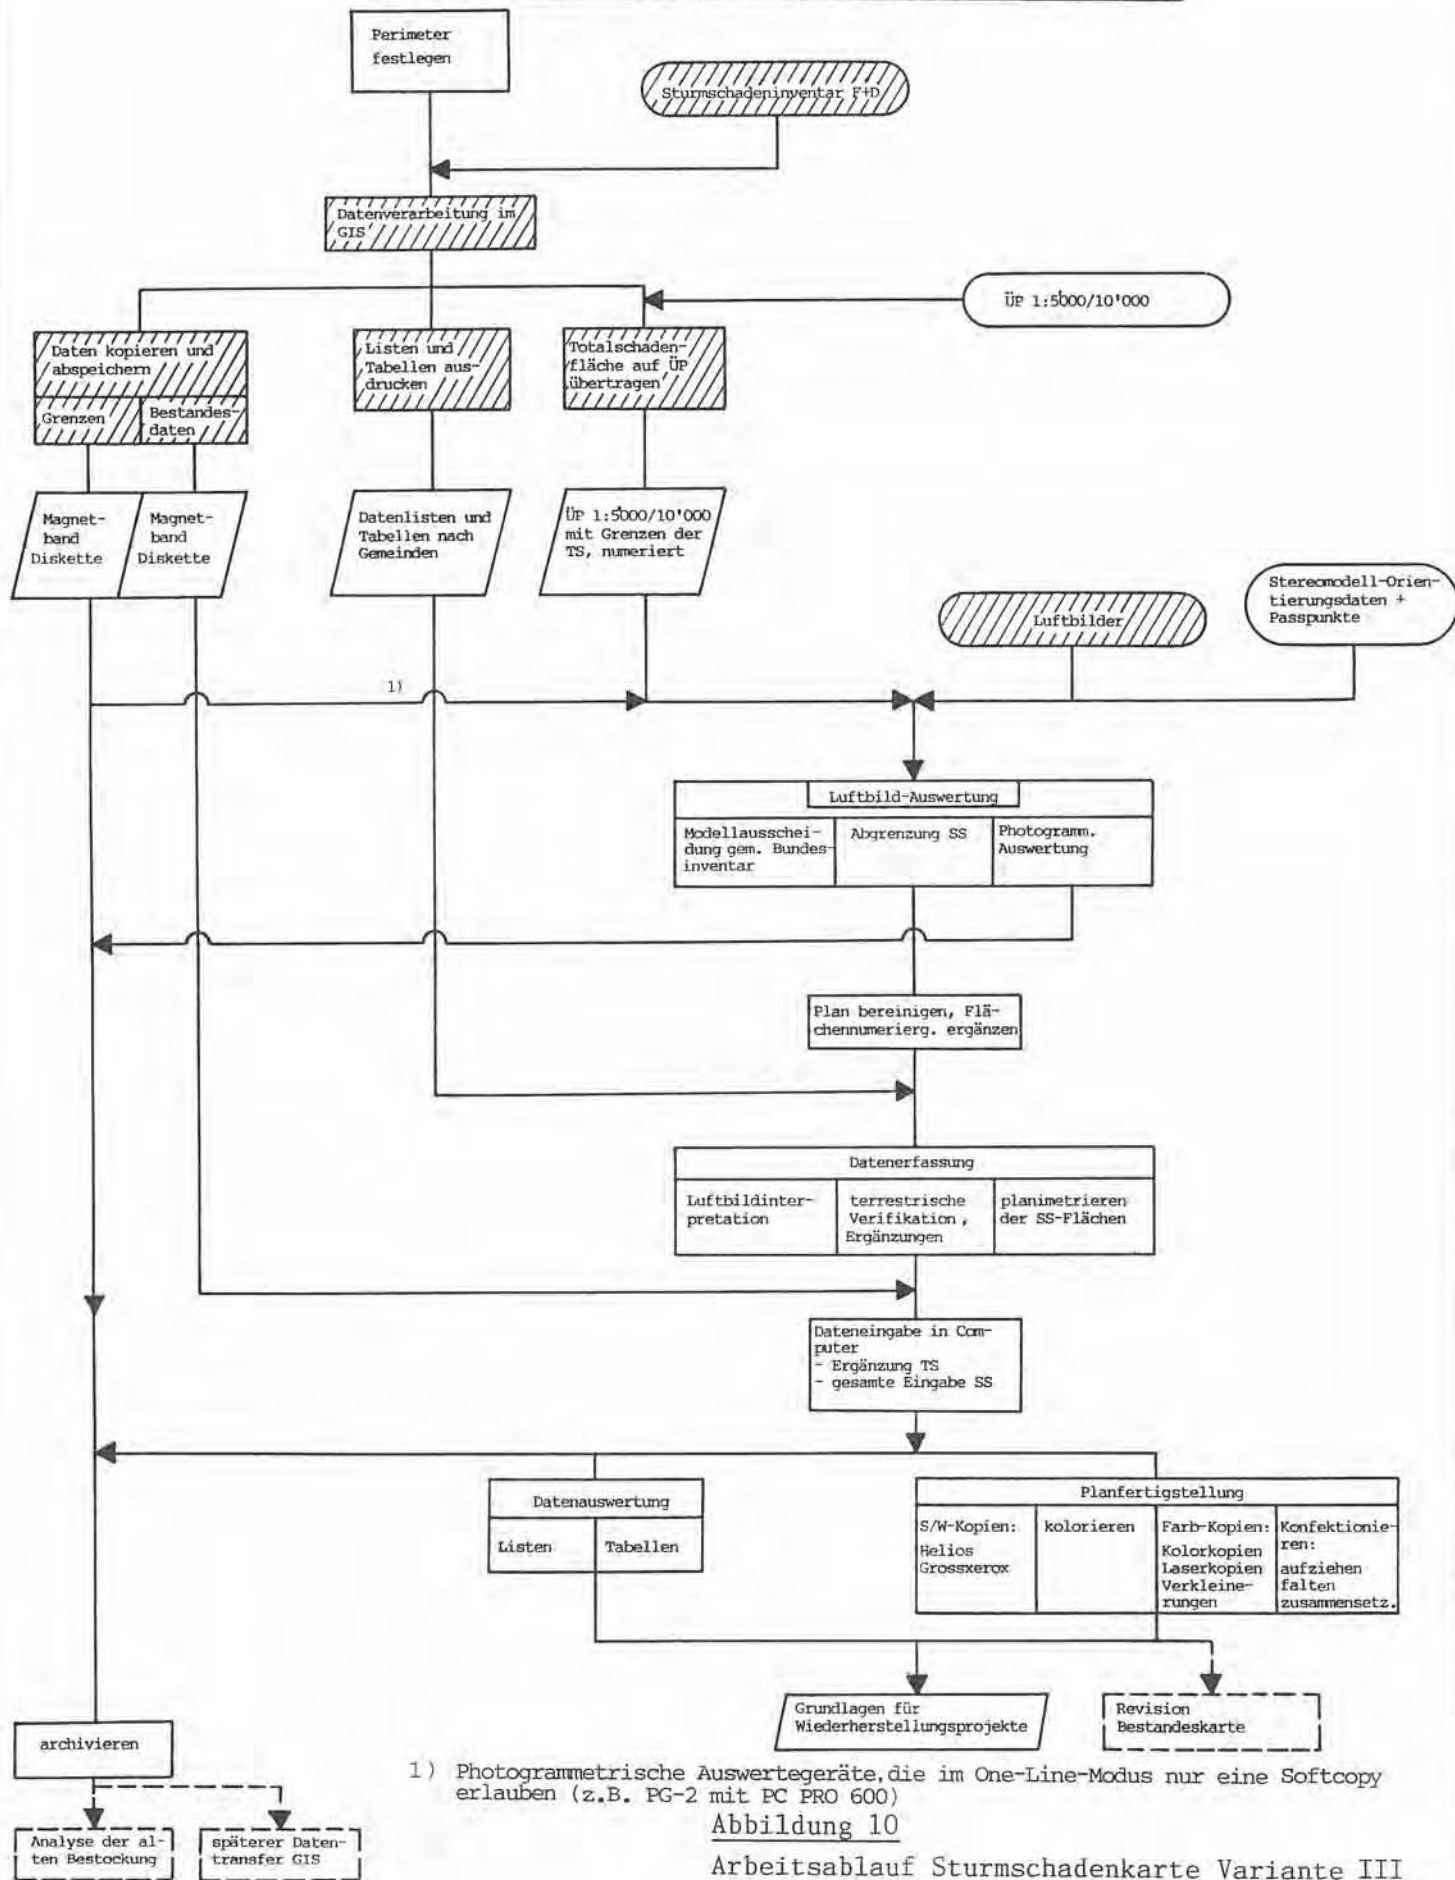 Perimeter
festlegen
Sturmschadeninventar F+D
Datenverarbeitung im
GIS
ÜP 1:5000/10'000
Daten kopieren und
abspeichern
Grenzen
Bestandes-
daten
Listen und
Tabellen aus-
drucken
Totalschaden-
fläche auf ÜP
übertragen
Magnet-
band
Diskette
Magnet-
band
Diskette
Datenlisten und
Tabellen nach
Gemeinden
ÜP 1:5000/10'000
mit Grenzen der
TS, numeriert
Luftbilder
Stereomodell-Orien-
tierungsdaten +
Passpunkte
1)
Luftbild-Auswertung
Modellausschei-
dung gem. Bundes-
inventar
Abgrenzung SS
Photogramm.
Auswertung
Plan bereinigen, Flä-
chennumerierg. ergänzen
Datenerfassung
Luftbildinter-
pretation
terrestrische
Verifikation,
Ergänzungen
planimetrieren
der SS-Flächen
Dateneingabe in Com-
puter
- Ergänzung TS
- gesamte Eingabe SS
Datenauswertung
Listen
Tabellen
Planfertigstellung
S/W-Kopien:
Helios
Grossxerox
kolorieren
Farb-Kopien:
Kolorkopien
Laserkopien
Verkleine-
rungen
Konfektionie-
ren:
aufziehen
falten
zusammensetz.
Grundlagen für
Wiederherstellungsprojekte
Revision
Bestandeskarte
archivieren
Analyse der al-
ten Bestockung
späterer Daten-
transfer GIS
1) Photogrammetrische Auswertegeräte, die im One-Line-Modus nur eine Softcopy
erlauben (z.B. PG-2 mit PC PRO 600)
Abbildung 10
Arbeitsablauf Sturmschadenkarte Variante III